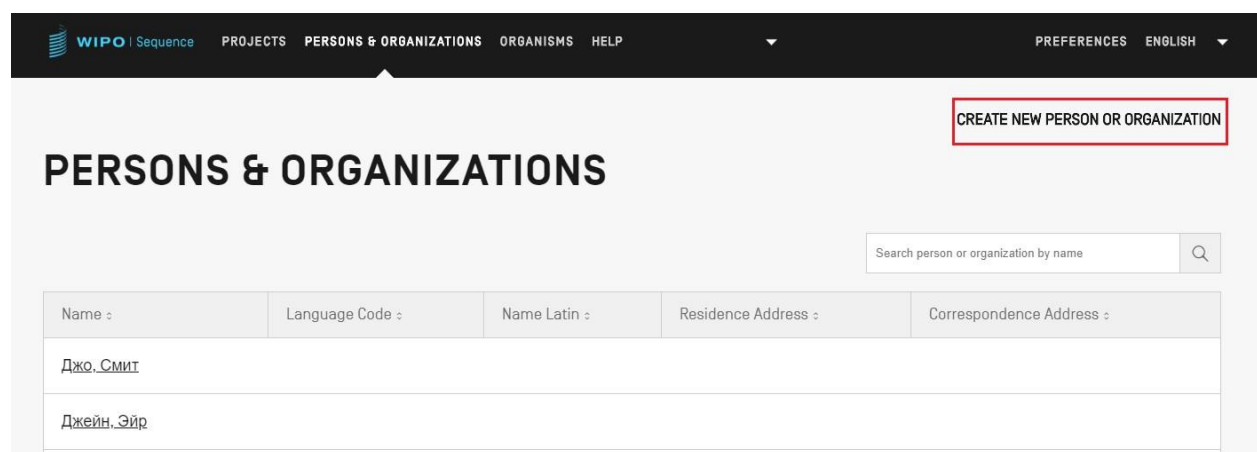 WIPO | Sequence PROJECTS PERSONS & ORGANIZATIONS ORGANISMS HELP PREFERENCES ENGLISH
CREATE NEW PERSON OR ORGANIZATION
PERSONS & ORGANIZATIONS
Search person or organization by name
Name Language Code Name Latin Residence Address Correspondence Address
Джо, Смит
Джейн, Эйр